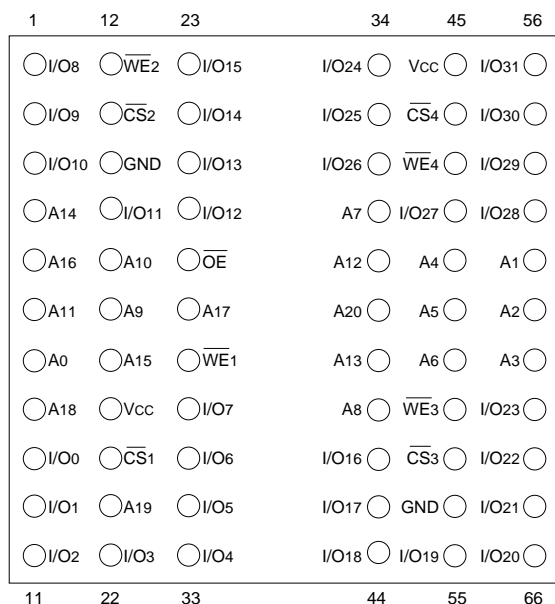 1 12 23 34 45 56
I/O8 WE2 I/O15 I/O24 VCC I/O31
I/O9 CS2 I/O14 I/O25 CS4 I/O30
I/O10 GND I/O13 I/O26 WE4 I/O29
A14 I/O11 I/O12 A7 I/O27 I/O28
A16 A10 OE A12 A4 A1
A11 A9 A17 A20 A5 A2
A0 A15 WE1 A13 A6 A3
A18 VCC I/O7 A8 WE3 I/O23
I/O0 CS1 I/O6 I/O16 CS3 I/O22
I/O1 A19 I/O5 I/O17 GND I/O21
I/O2 I/O3 I/O4 I/O18 I/O19 I/O20
11 22 33 44 55 66